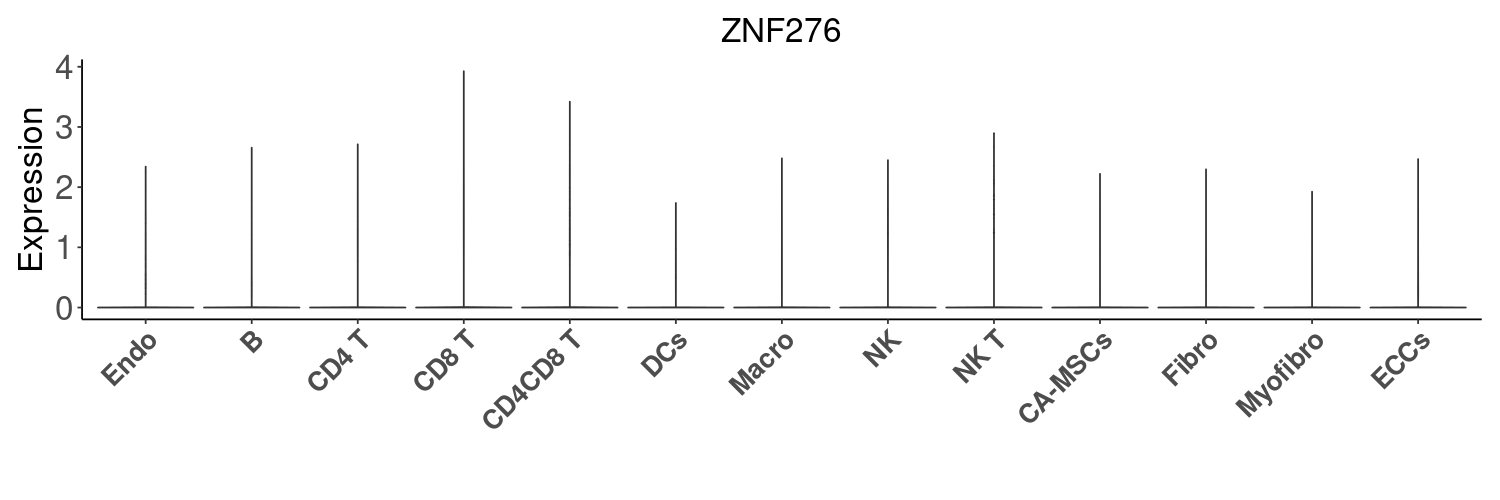 ZNF276
Expression
4
3
2
1
0
Endo
B
CD4 T
CD8 T
CD4CD8 T
DCs
Macro
NK
NK T
CA-MSCs
Fibro
Myofibro
ECCs